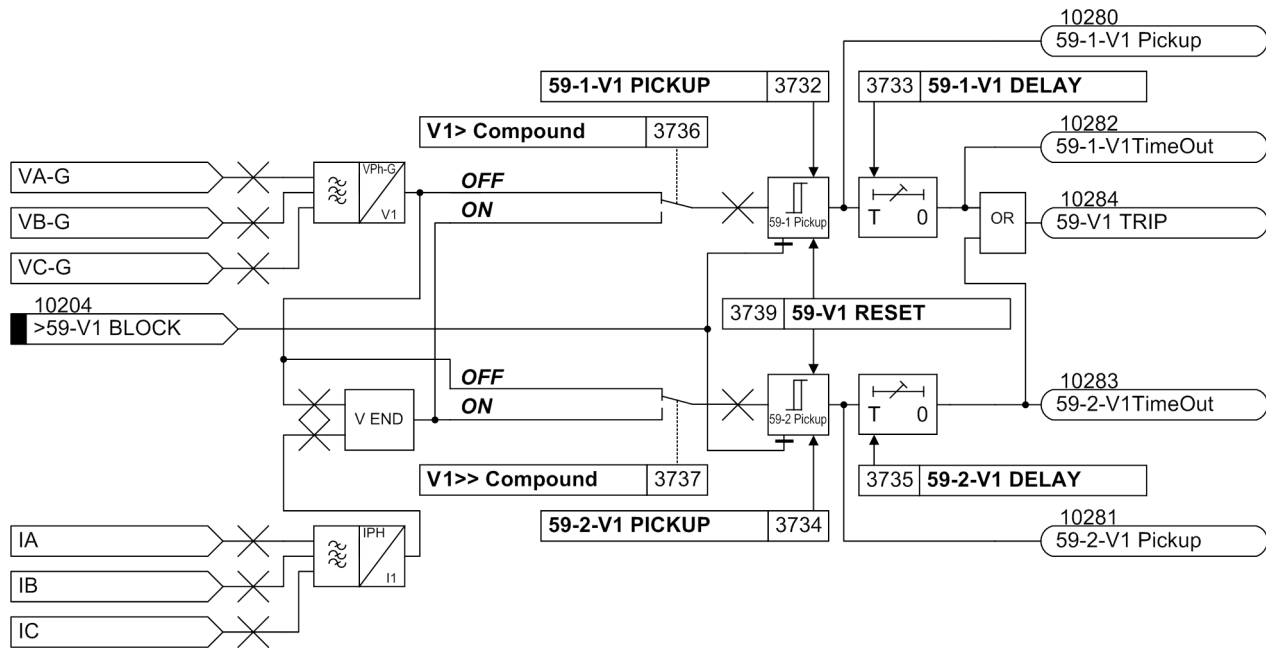 10280
59-1-V1 Pickup
59-1-V1 PICKUP 3732
3733 59-1-V1 DELAY
V1> Compound 3736
10282
59-1-V1TimeOut
VA-G
VPh-G
V1
OFF
ON
59-1 Pickup
T 0
OR
10284
59-V1 TRIP
VB-G
VC-G
10204
>59-V1 BLOCK
3739 59-V1 RESET
OFF
ON
V END
59-2 Pickup
T 0
10283
59-2-V1TimeOut
V1>> Compound 3737
3735 59-2-V1 DELAY
59-2-V1 PICKUP 3734
10281
59-2-V1 Pickup
IA
IPH
I1
IB
IC